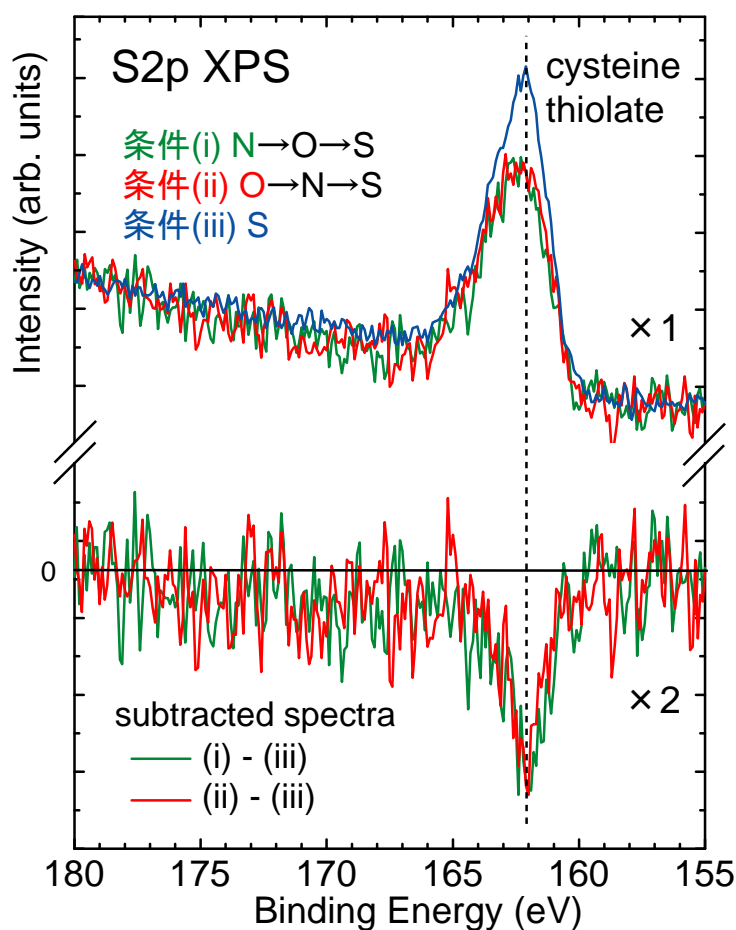 S2p XPS
cysteine
thiolate
条件(i) N→O→S
条件(ii) O→N→S
条件(iii) S
×1
Intensity (arb. units)
0
×2
subtracted spectra
(i) - (iii)
(ii) - (iii)
180 175 170 165 160 155
Binding Energy (eV)